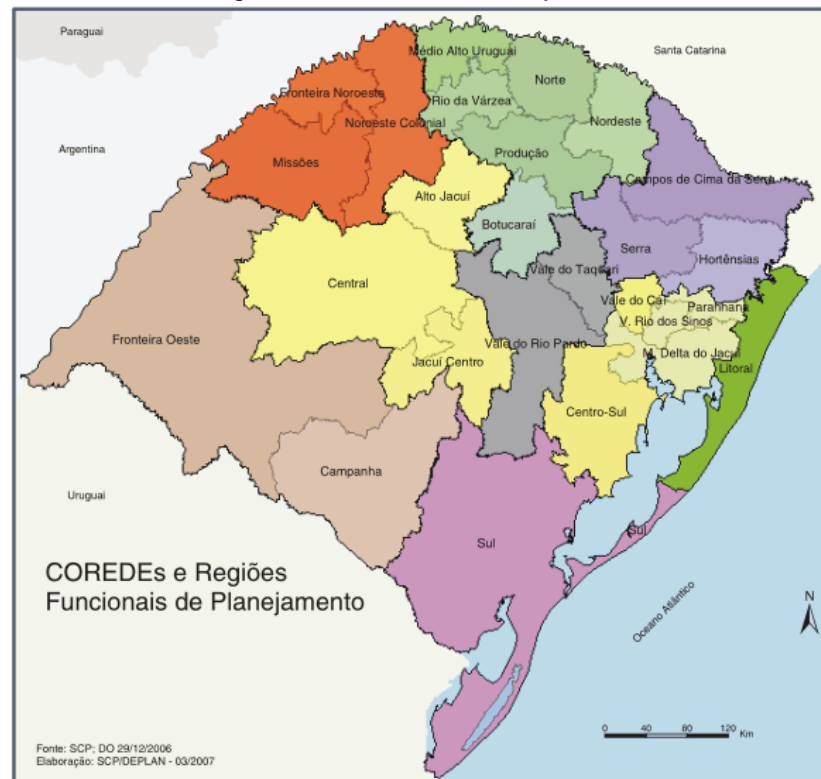 Paraguai
Santa Catarina
Argentina
Médio Alto Uruguai
Norte
Fronteira Noroeste
Rio da Várzea
Nordeste
Noroeste Colonial
Produção
Missões
Campos de Cima da Serra
Alto Jacuí
Botucaraí
Serra
Hortênsias
Vale do Taquari
Central
Vale do Caí
Paranhana
V. Rio dos Sinos
Fronteira Oeste
Vale do Rio Pardo
M. Delta do Jacuí
Jacuí Centro
Litoral
Centro-Sul
Campanha
Uruguai
Sul
Sul
COREDEs e Regiões
Funcionais de Planejamento
Oceano Atlântico
N
0 40 80 120
Km
Fonte: SCP; DO 29/12/2006
Elaboração: SCP/DEPLAN - 03/2007